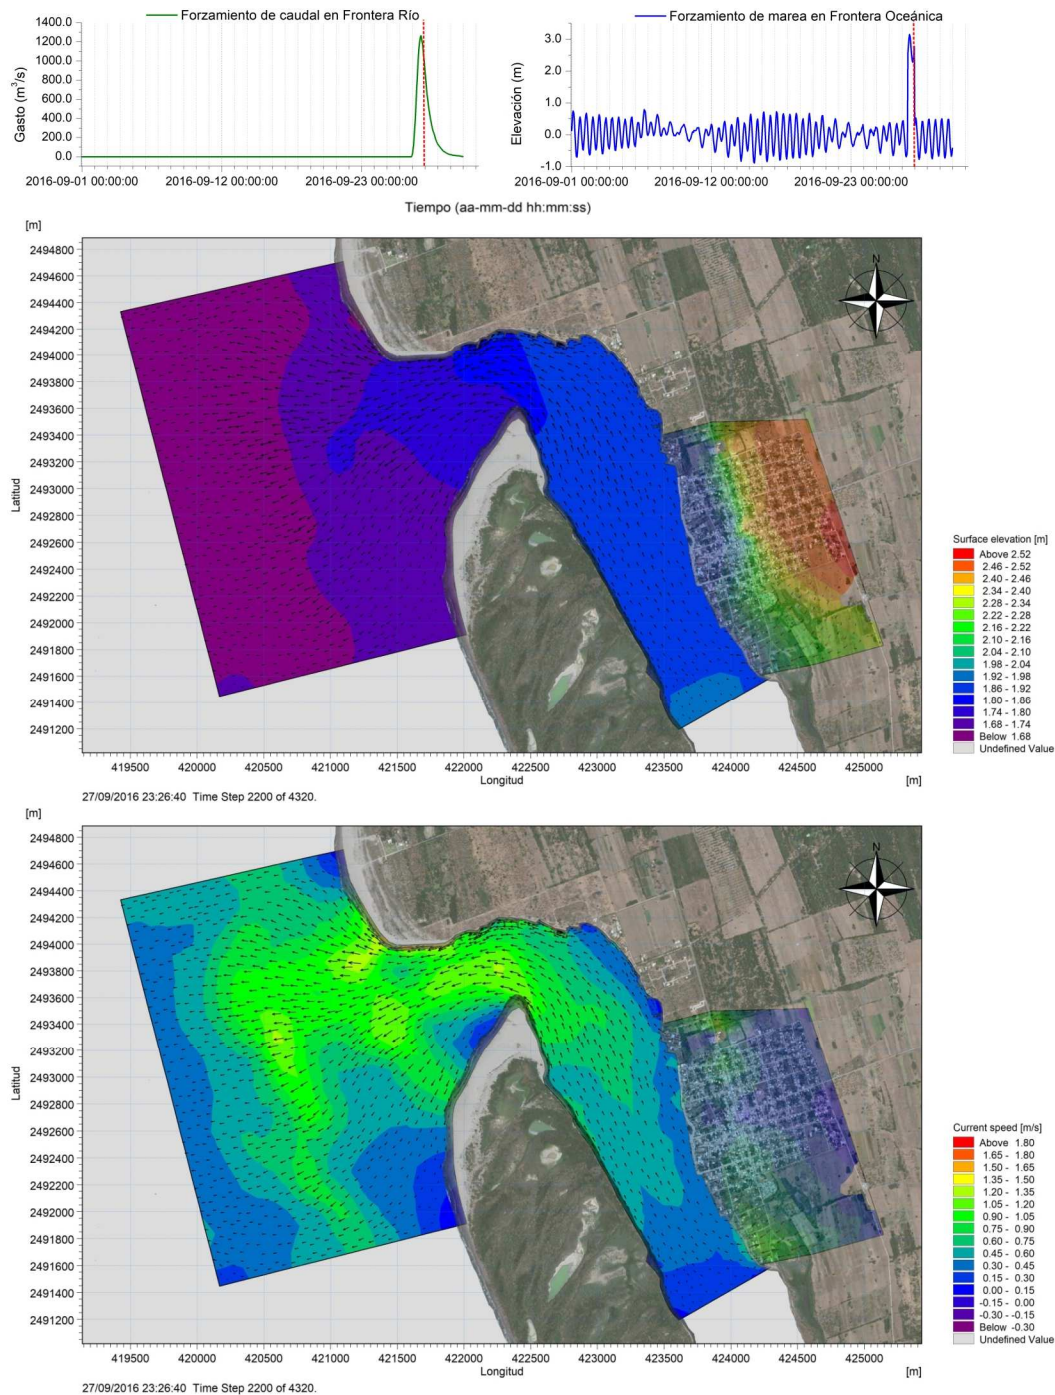 Forzamiento de caudal en Frontera Río
Gasto (m³/s)
1400.0
1200.0
1000.0
800.0
600.0
400.0
200.0
0.0
2016-09-01 00:00:00 2016-09-12 00:00:00 2016-09-23 00:00:00
Forzamiento de marea en Frontera Oceánica
Elevación (m)
3.0
2.0
1.0
0.0
-1.0
2016-09-01 00:00:00 2016-09-12 00:00:00 2016-09-23 00:00:00
Tiempo (aa-mm-dd hh:mm:ss)
[m]
2494800
2494600
2494400
2494200
2494000
2493800
2493600
2493400
2493200
2493000
2492800
2492600
2492400
2492200
2492000
2491800
2491600
2491400
2491200
Latitud
N
419500 420000 420500 421000 421500 422000 422500 423000 423500 424000 424500 425000
Longitud
[m]
27/09/2016 23:26:40 Time Step 2200 of 4320.
Surface elevation [m]
Above 2.52
2.46 - 2.52
2.40 - 2.46
2.34 - 2.40
2.28 - 2.34
2.22 - 2.28
2.16 - 2.22
2.10 - 2.16
2.04 - 2.10
1.98 - 2.04
1.92 - 1.98
1.86 - 1.92
1.80 - 1.86
1.74 - 1.80
1.68 - 1.74
Below 1.68
Undefined Value
[m]
2494800
2494600
2494400
2494200
2494000
2493800
2493600
2493400
2493200
2493000
2492800
2492600
2492400
2492200
2492000
2491800
2491600
2491400
2491200
Latitud
N
419500 420000 420500 421000 421500 422000 422500 423000 423500 424000 424500 425000
Longitud
[m]
27/09/2016 23:26:40 Time Step 2200 of 4320.
Current speed [m/s]
Above 1.80
1.65 - 1.80
1.50 - 1.65
1.35 - 1.50
1.20 - 1.35
1.05 - 1.20
0.90 - 1.05
0.75 - 0.90
0.60 - 0.75
0.45 - 0.60
0.30 - 0.45
0.15 - 0.30
0.00 - 0.15
-0.15 - 0.00
-0.30 - -0.15
Below -0.30
Undefined Value